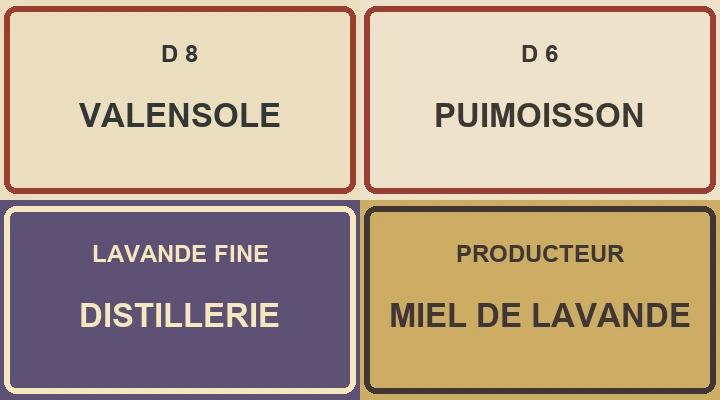 D 8
VALENSOLE
D 6
PUIMOISSON
LAVANDE FINE
DISTILLERIE
PRODUCTEUR
MIEL DE LAVANDE